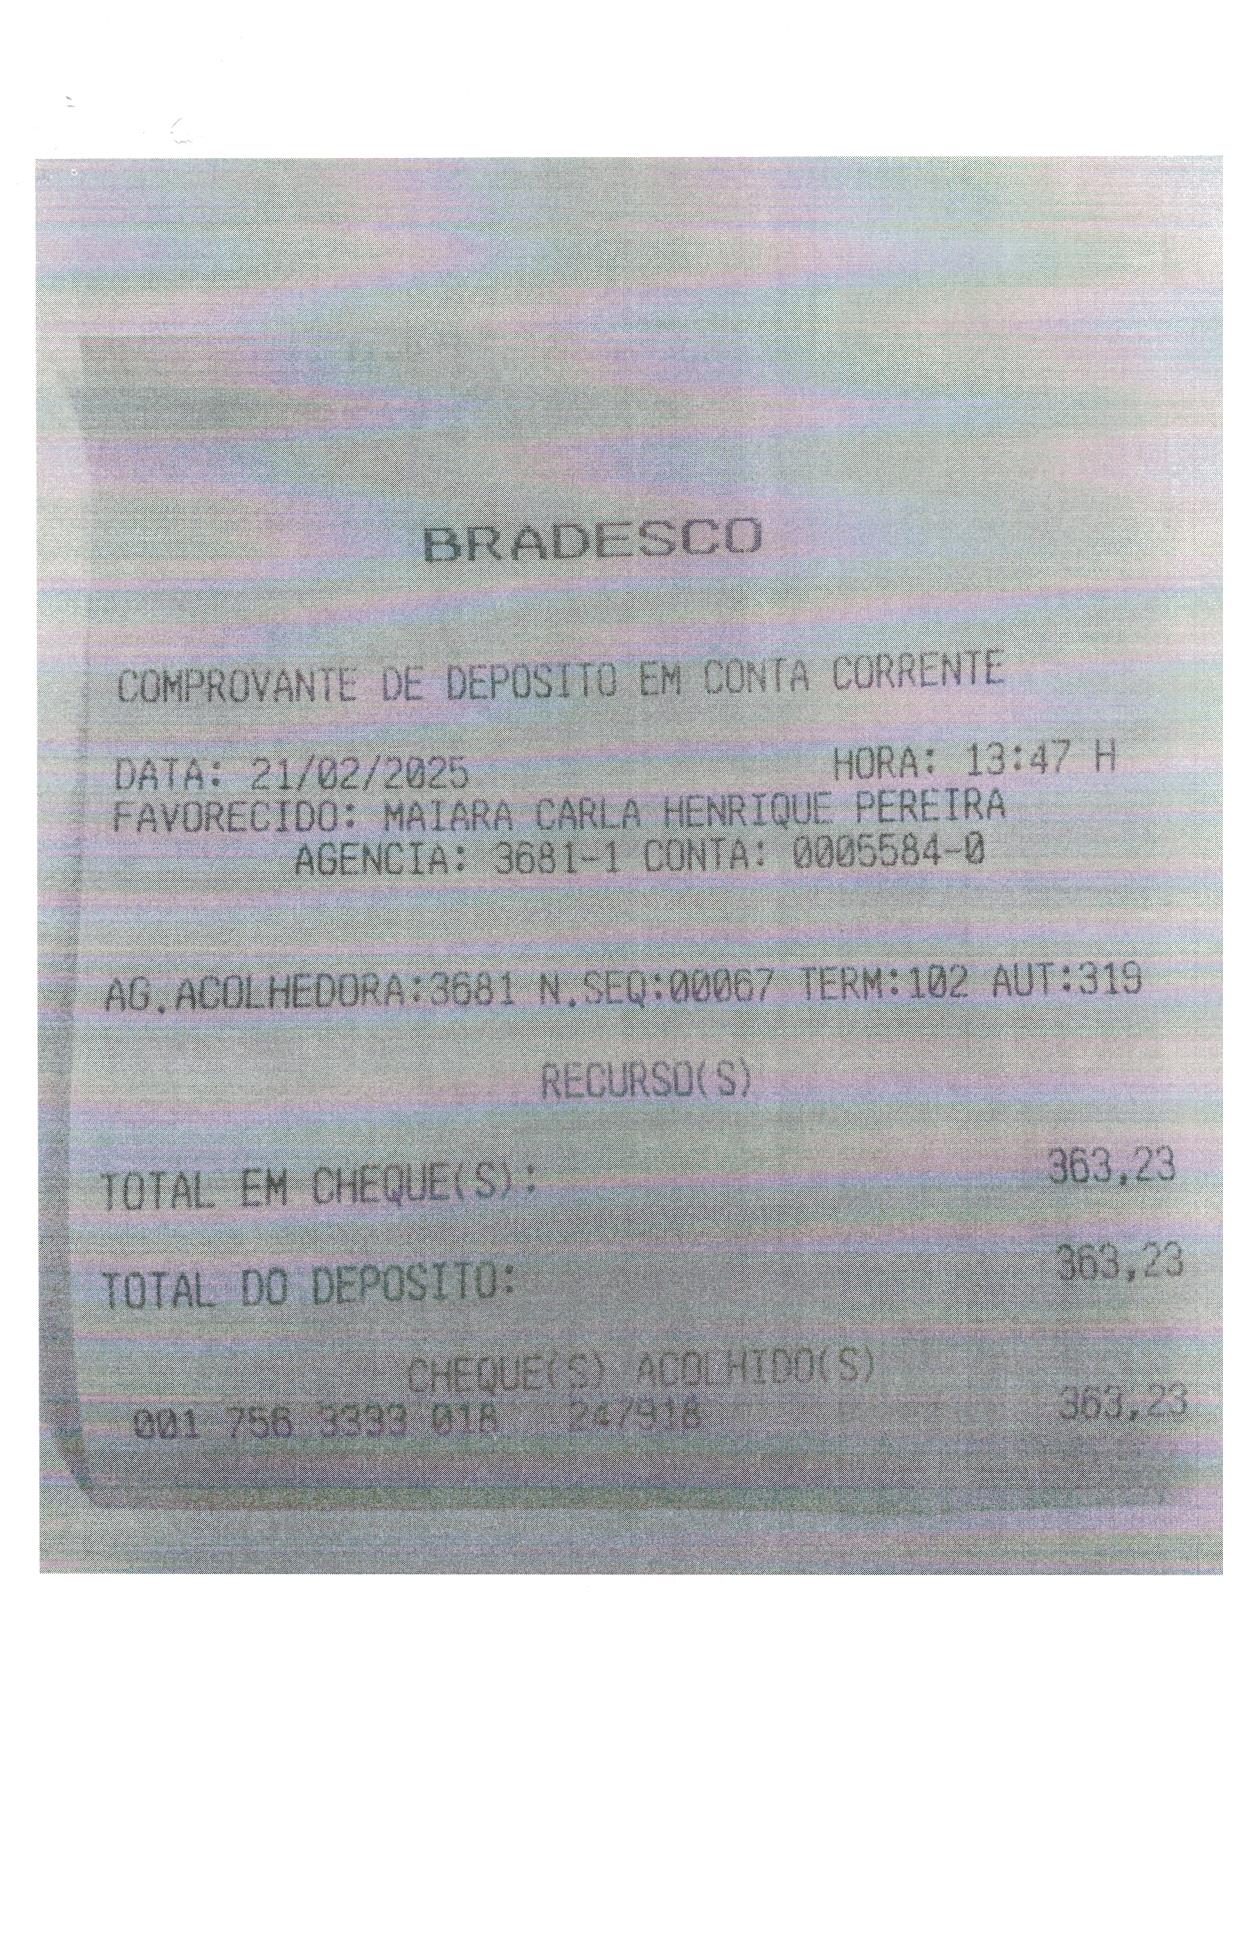 BRADESCO
COMPROVANTE DE DEPOSITO EM CONTA CORRENTE
DATA: 21/02/2025 HORA: 13:47 H
FAVORECIDO: MAIARA CARLA HENRIQUE PEREIRA
AGENCIA: 3681-1 CONTA: 0005584-0
AG.ACOLHEDORA:3681 N.SEQ:00067 TERM:102 AUT:319
RECURSO(S)
TOTAL EM CHEQUE(S): 363,23
TOTAL DO DEPOSITO: 363,23
CHEQUE(S) ACOLHIDO(S)
001 756 3333 018 247918 363,23